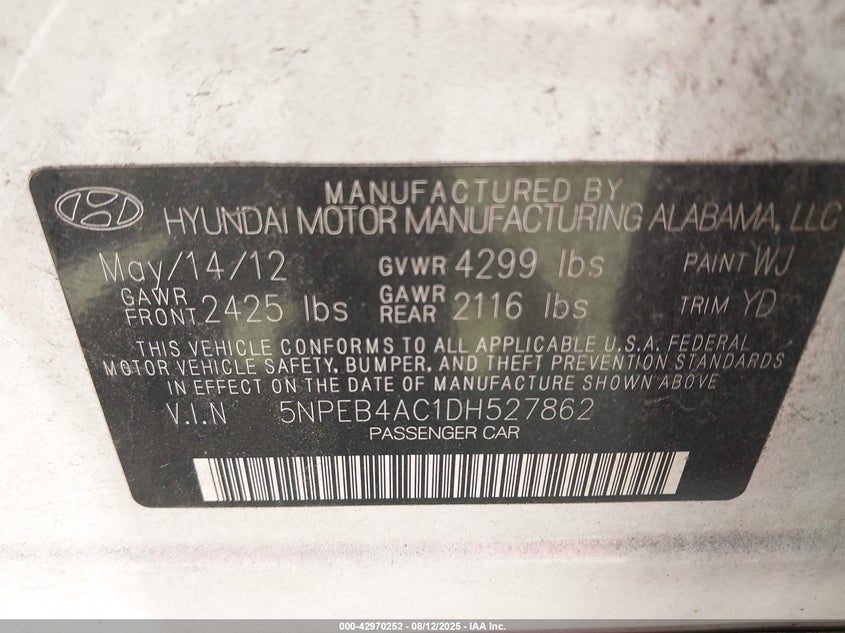 MANUFACTURED BY
HYUNDAI MOTOR MANUFACTURING ALABAMA, LLC
May/14/12 GVWR 4299 lbs PAINT WJ
GAWR FRONT 2425 lbs GAWR REAR 2116 lbs TRIM YD
THIS VEHICLE CONFORMS TO ALL APPLICABLE U.S.A. FEDERAL
MOTOR VEHICLE SAFETY, BUMPER, AND THEFT PREVENTION STANDARDS
IN EFFECT ON THE DATE OF MANUFACTURE SHOWN ABOVE
V.I.N 5NPEB4AC1DH527862
PASSENGER CAR
000-42970252 - 08/12/2025 - IAA Inc.